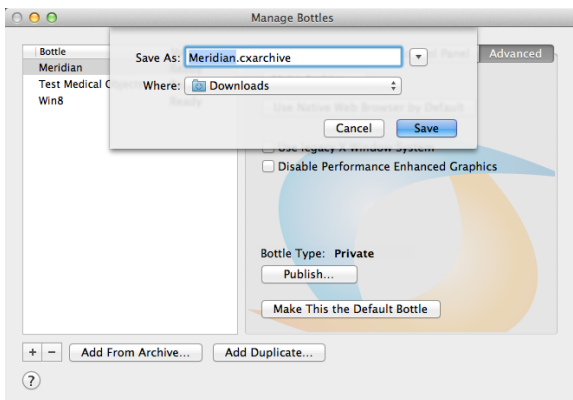 Manage Bottles
Bottle
Save As: Meridian.cxarchive
Panel
Advanced
Meridian
Where: Downloads
Test Medical Objects
Win8
Ready
Use Native Web Browser by Default
Cancel
Save
Use legacy X Window System
Disable Performance Enhanced Graphics
Bottle Type: Private
Publish...
Make This the Default Bottle
+
−
Add From Archive...
Add Duplicate...
?